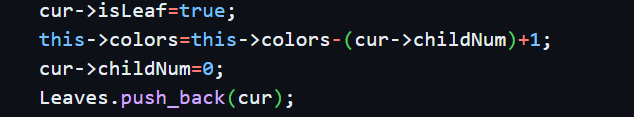 cur->isLeaf=true;
this->colors=this->colors-(cur->childNum)+1;
cur->childNum=0;
Leaves.push_back(cur);